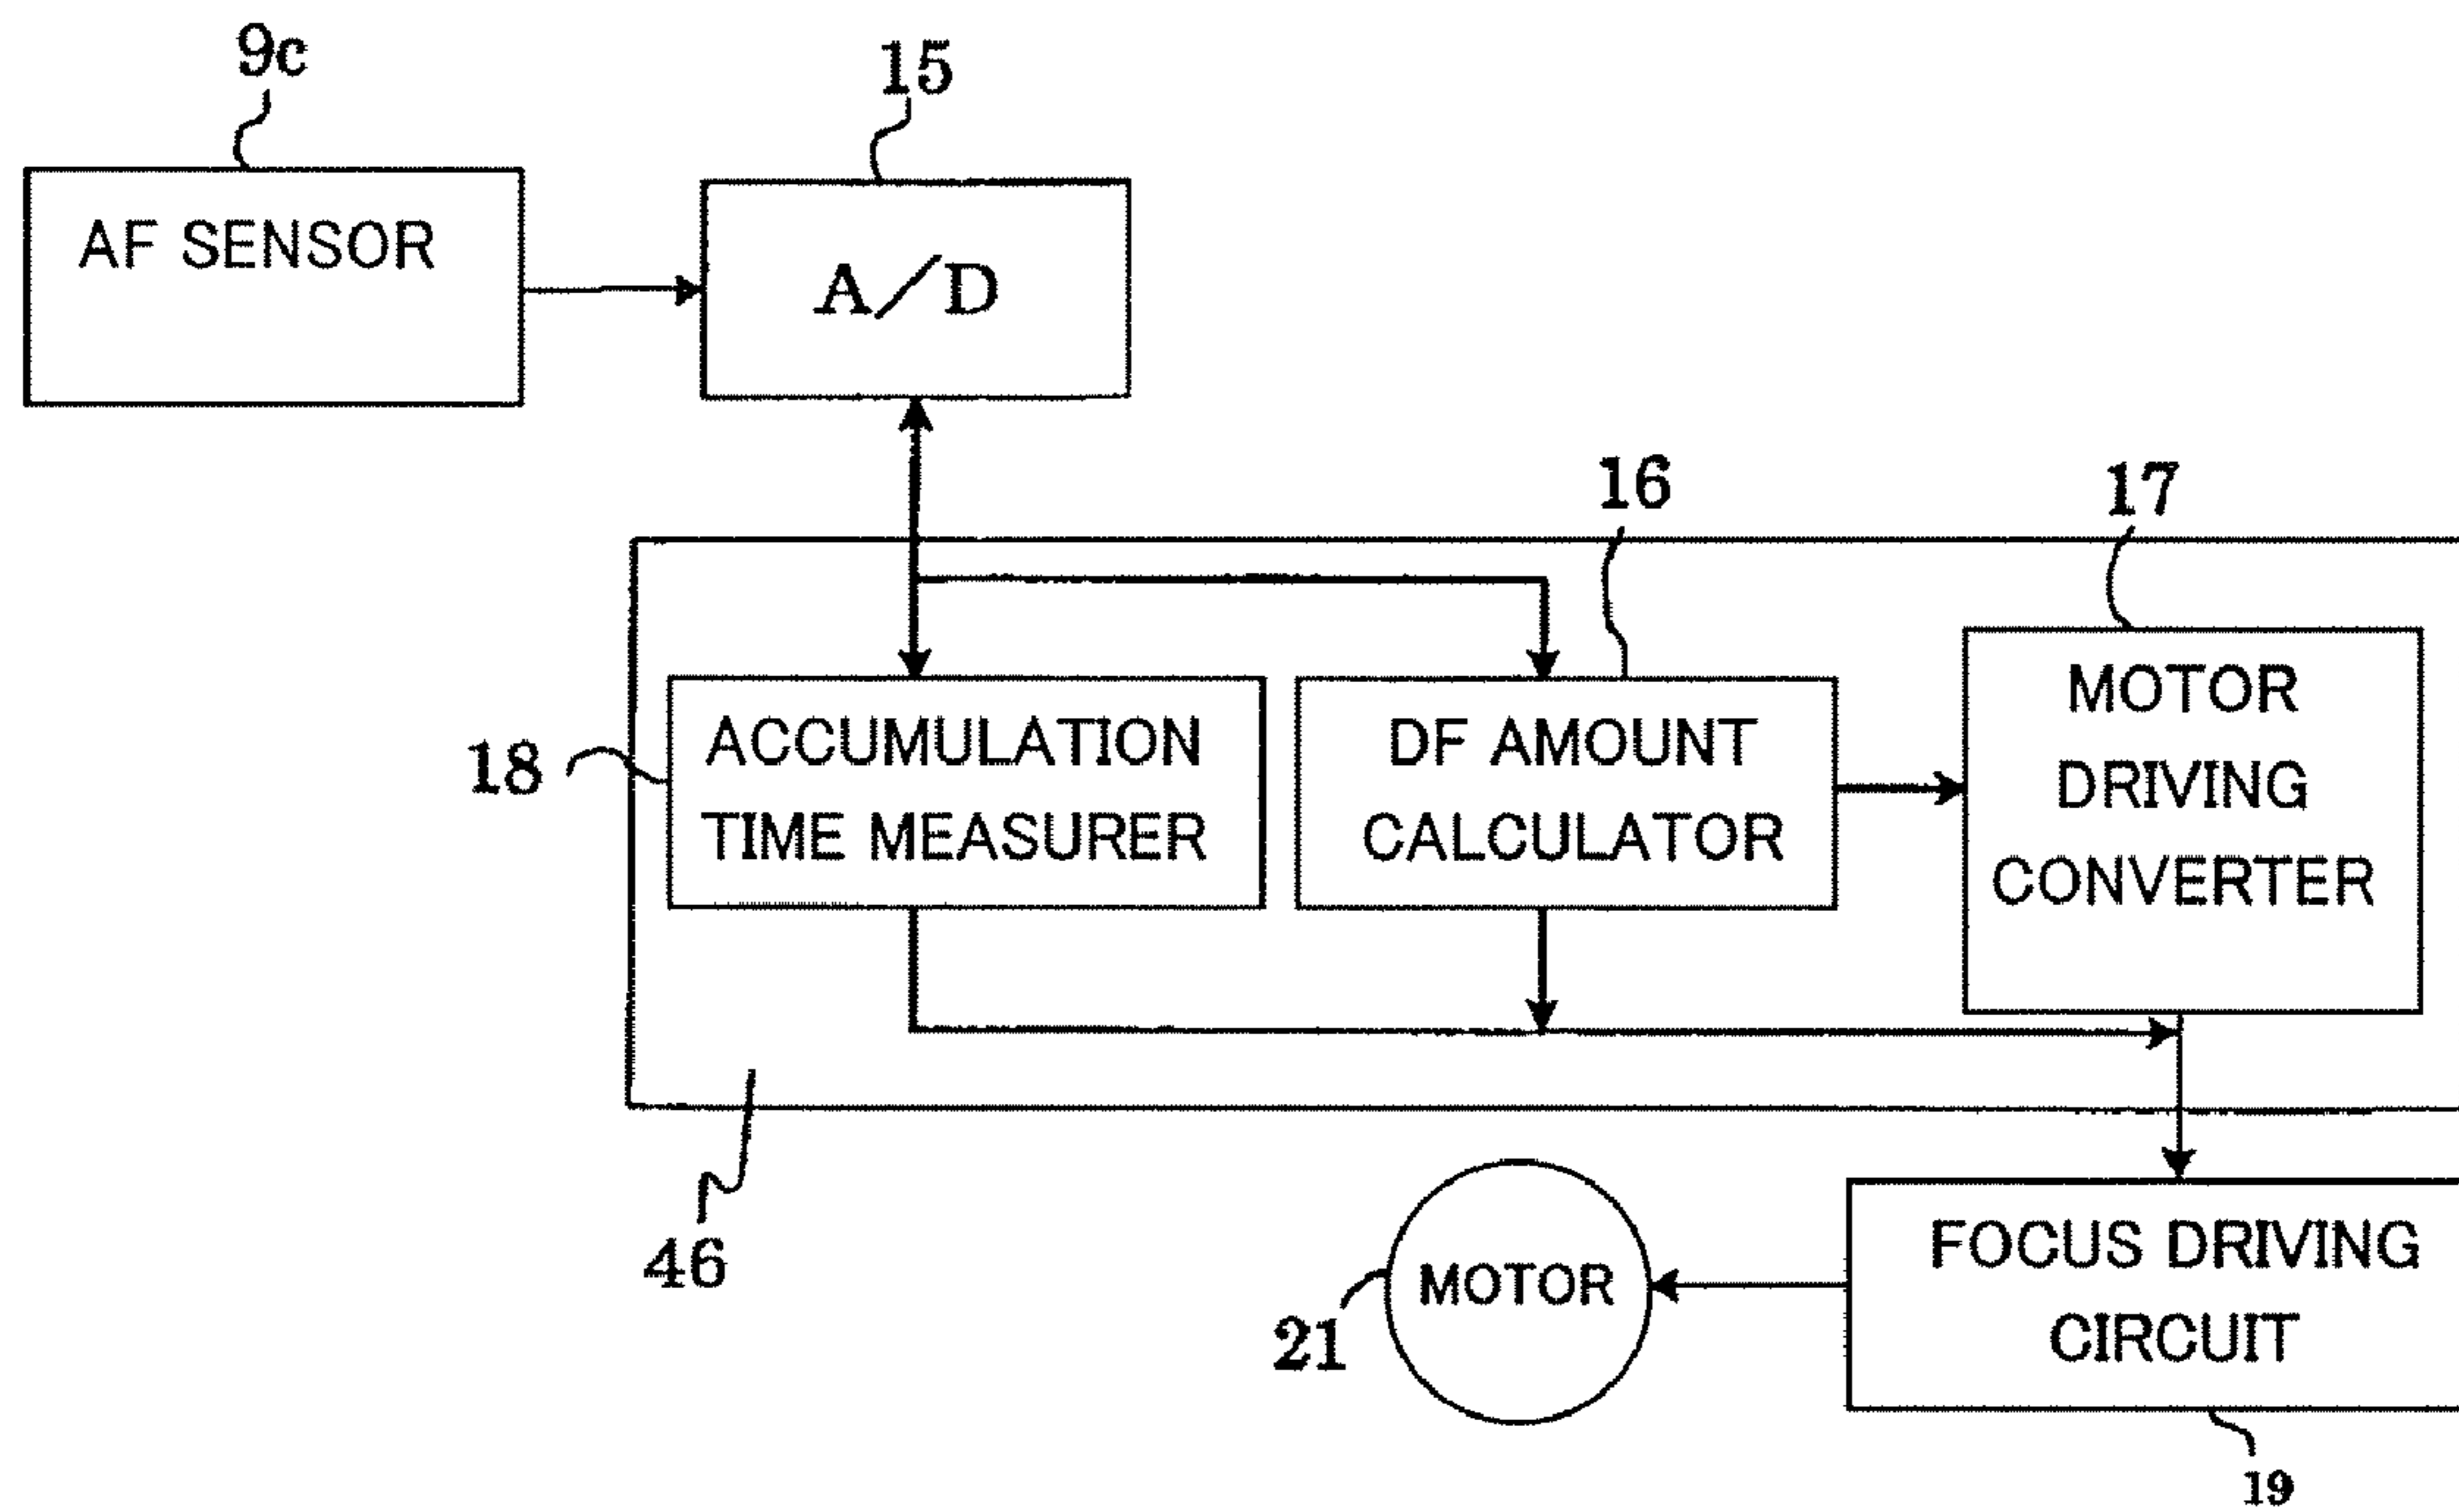 9c
15
AF SENSOR
A/D
16
17
18
ACCUMULATION
TIME MEASURER
DF AMOUNT
CALCULATOR
MOTOR
DRIVING
CONVERTER
46
21
MOTOR
FOCUS DRIVING
CIRCUIT
19